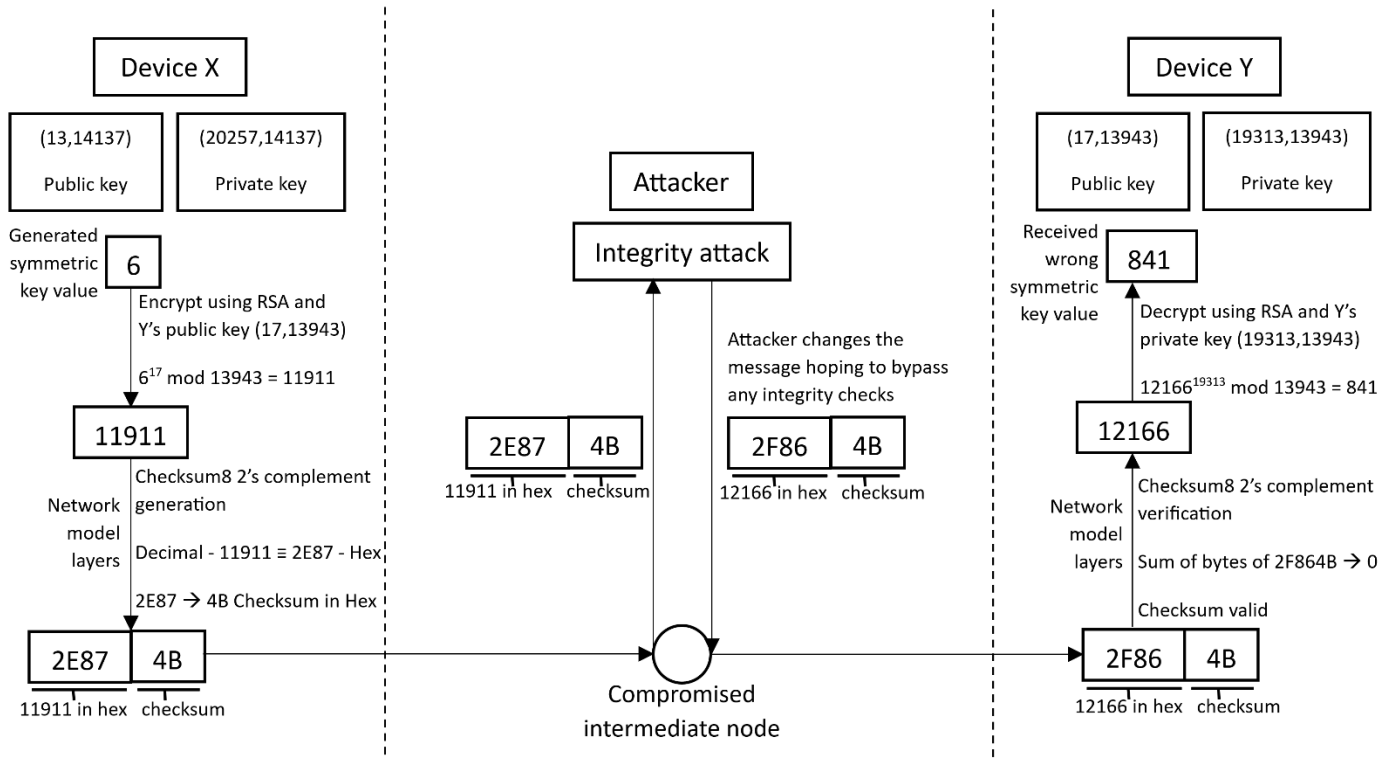 Device X
(13,14137)
Public key
(20257,14137)
Private key
Generated
symmetric
key value
6
Encrypt using RSA and
Y’s public key (17,13943)
6¹⁷ mod 13943 = 11911
11911
Checksum8 2’s complement
generation
Network
model
layers
Decimal - 11911 ≡ 2E87 - Hex
2E87 → 4B Checksum in Hex
2E87
4B
11911 in hex
checksum
Attacker
Integrity attack
Attacker changes the
message hoping to bypass
any integrity checks
2E87
4B
11911 in hex
checksum
2F86
4B
12166 in hex
checksum
Compromised
intermediate node
Device Y
(17,13943)
Public key
(19313,13943)
Private key
Received
wrong
symmetric
key value
841
Decrypt using RSA and Y’s
private key (19313,13943)
12166¹⁹³¹³ mod 13943 = 841
12166
Checksum8 2’s complement
verification
Network
model
layers
Sum of bytes of 2F864B → 0
Checksum valid
2F86
4B
12166 in hex
checksum